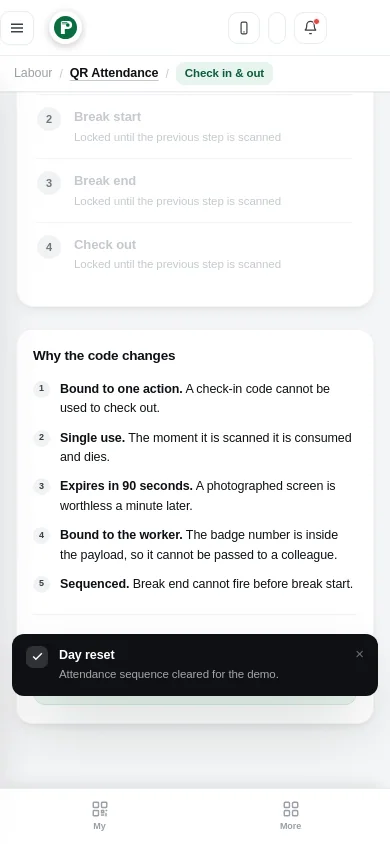 Labour / QR Attendance / Check in & out
2 Break start
Locked until the previous step is scanned
3 Break end
Locked until the previous step is scanned
4 Check out
Locked until the previous step is scanned
Why the code changes
1 Bound to one action. A check-in code cannot be
used to check out.
2 Single use. The moment it is scanned it is consumed
and dies.
3 Expires in 90 seconds. A photographed screen is
worthless a minute later.
4 Bound to the worker. The badge number is inside
the payload, so it cannot be passed to a colleague.
5 Sequenced. Break end cannot fire before break start.
Day reset ×
Attendance sequence cleared for the demo.
My More